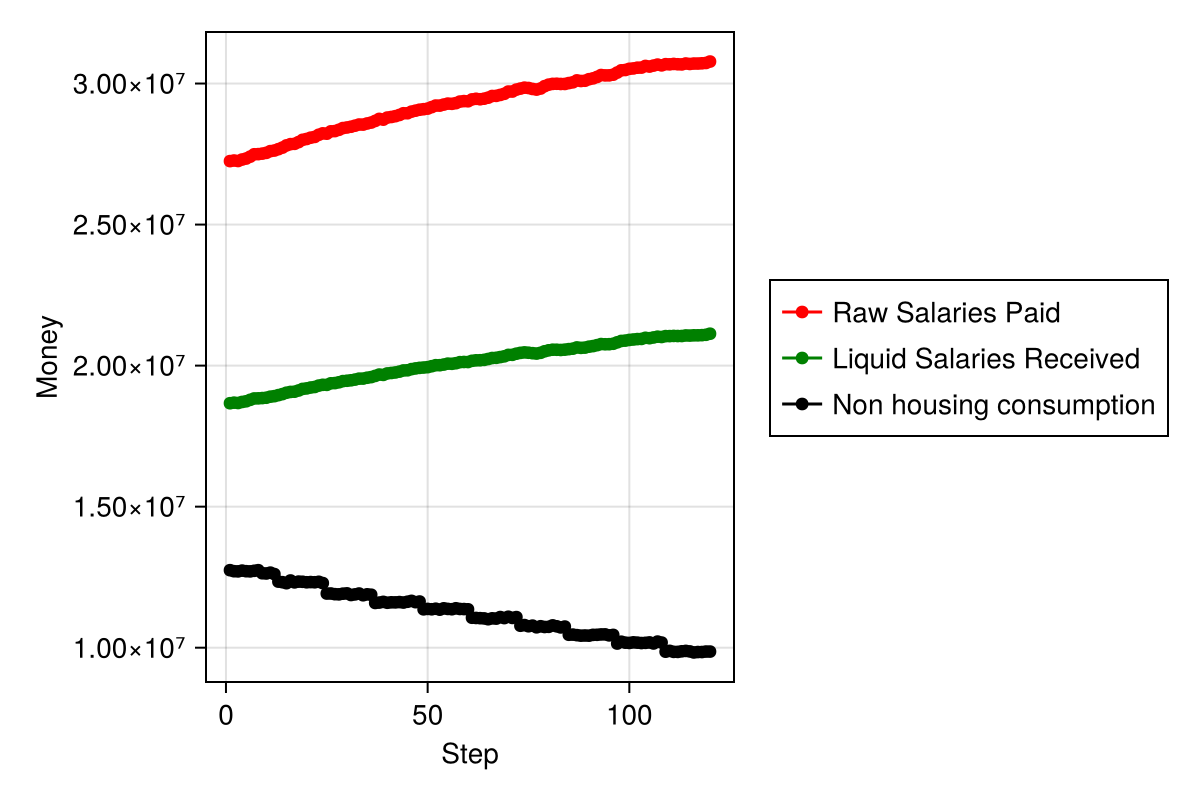 3.00×10⁷
2.50×10⁷
2.00×10⁷
1.50×10⁷
1.00×10⁷
Money
0 50 100
Step
Raw Salaries Paid
Liquid Salaries Received
Non housing consumption